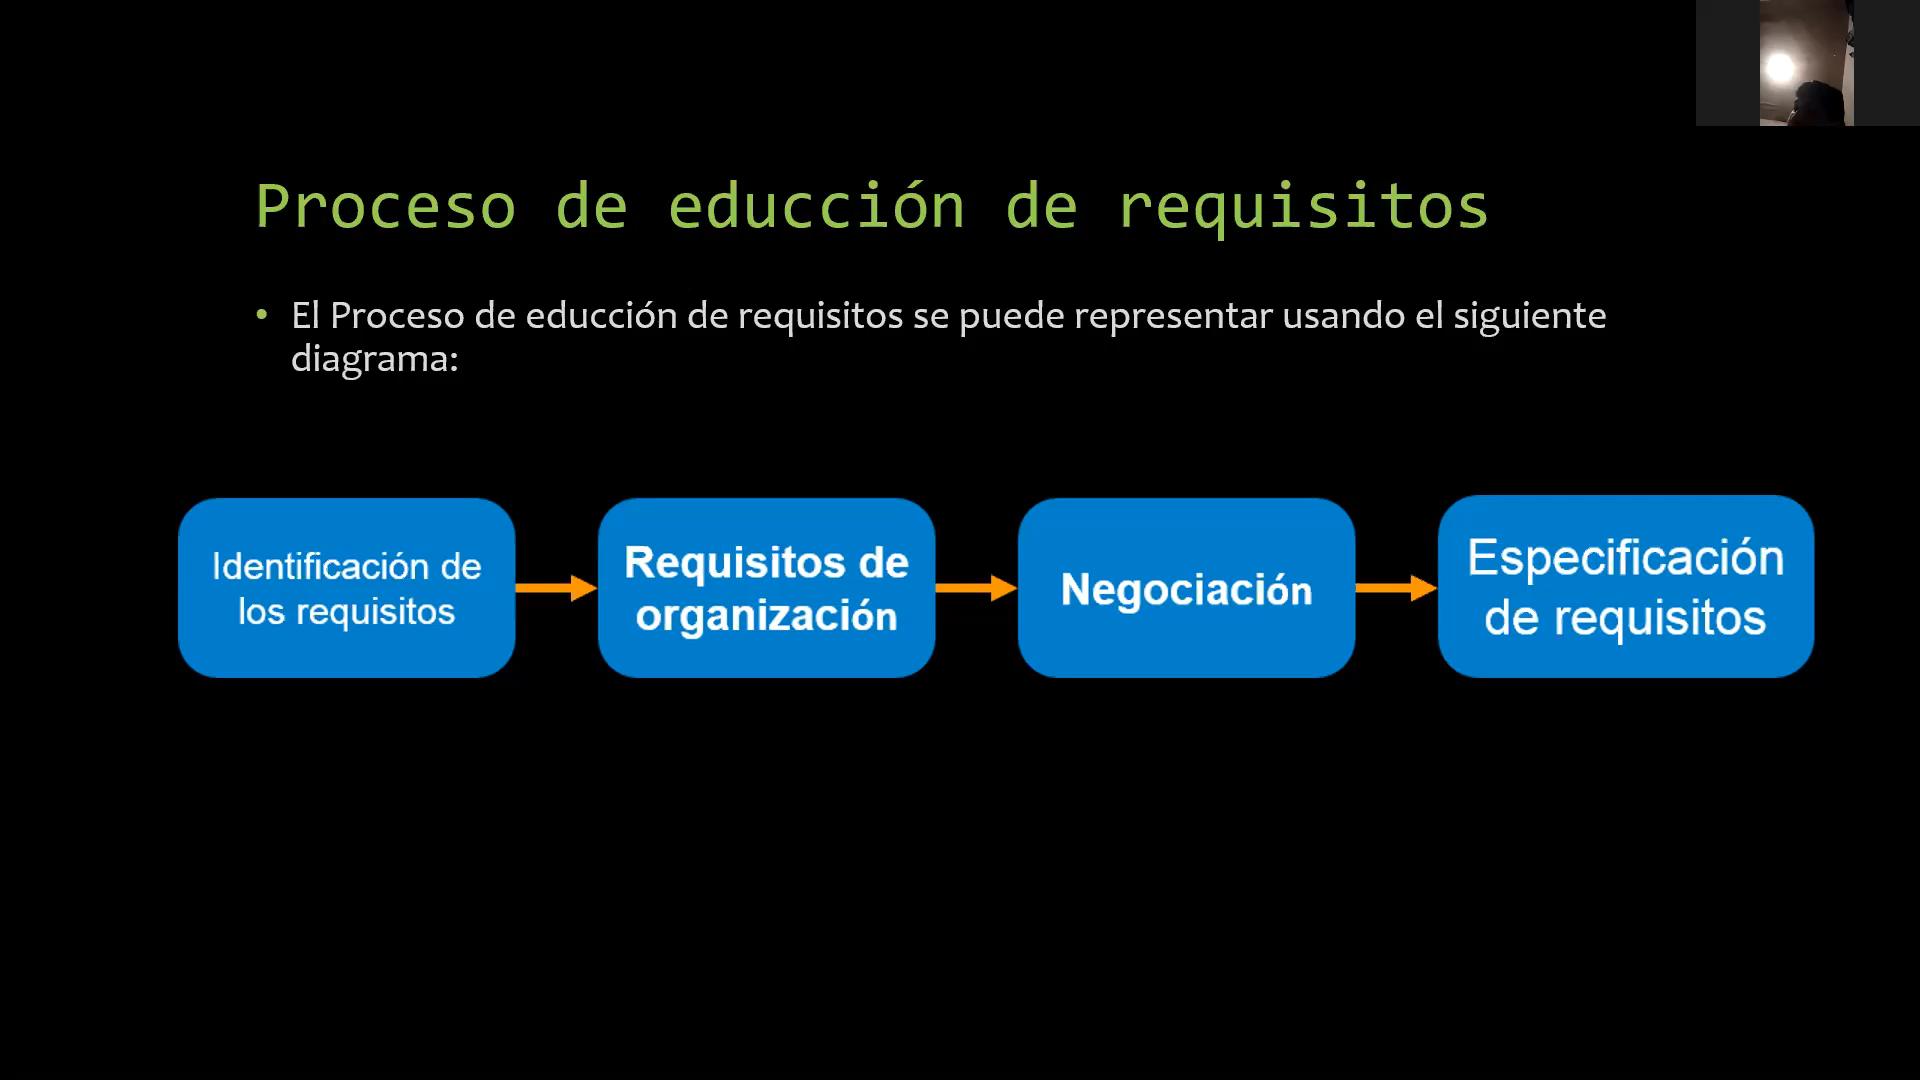 Proceso de educción de requisitos
• El Proceso de educción de requisitos se puede representar usando el siguiente
diagrama:
Identificación de
los requisitos
Requisitos de
organización
Negociación
Especificación
de requisitos